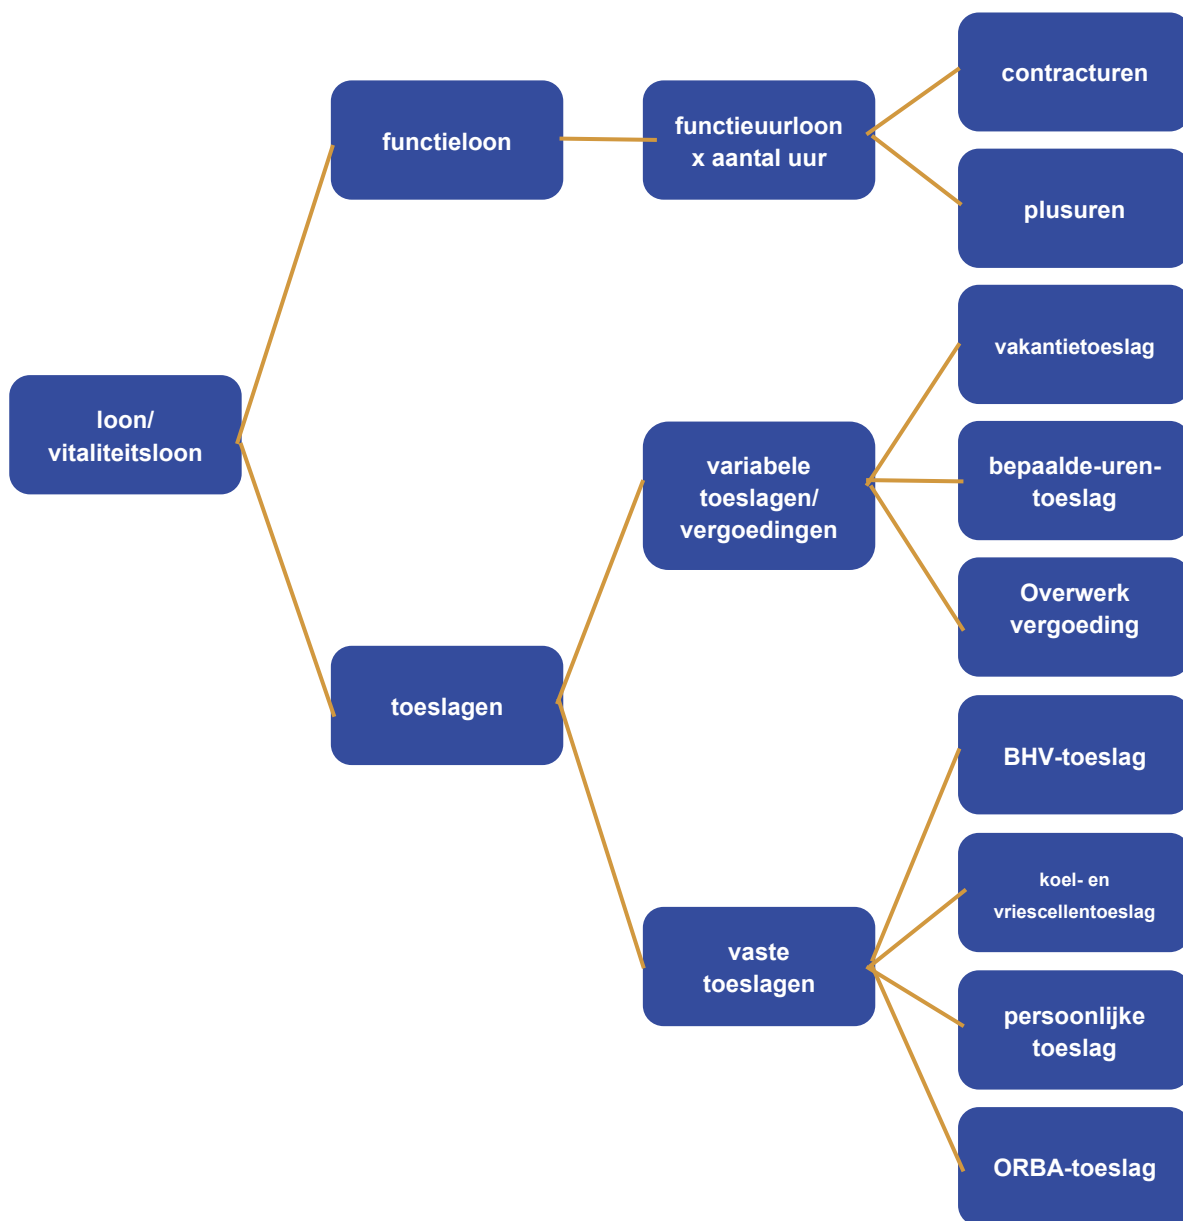 contracturen
functieloon
functieuurloon
x aantal uur
plusuren
vakantietoeslag
loon/
vitaliteitsloon
variabele
toeslagen/
vergoedingen
bepaalde-uren-
toeslag
Overwerk
vergoeding
toeslagen
BHV-toeslag
koel- en
vriescellentoeslag
vaste
toeslagen
persoonlijke
toeslag
ORBA-toeslag